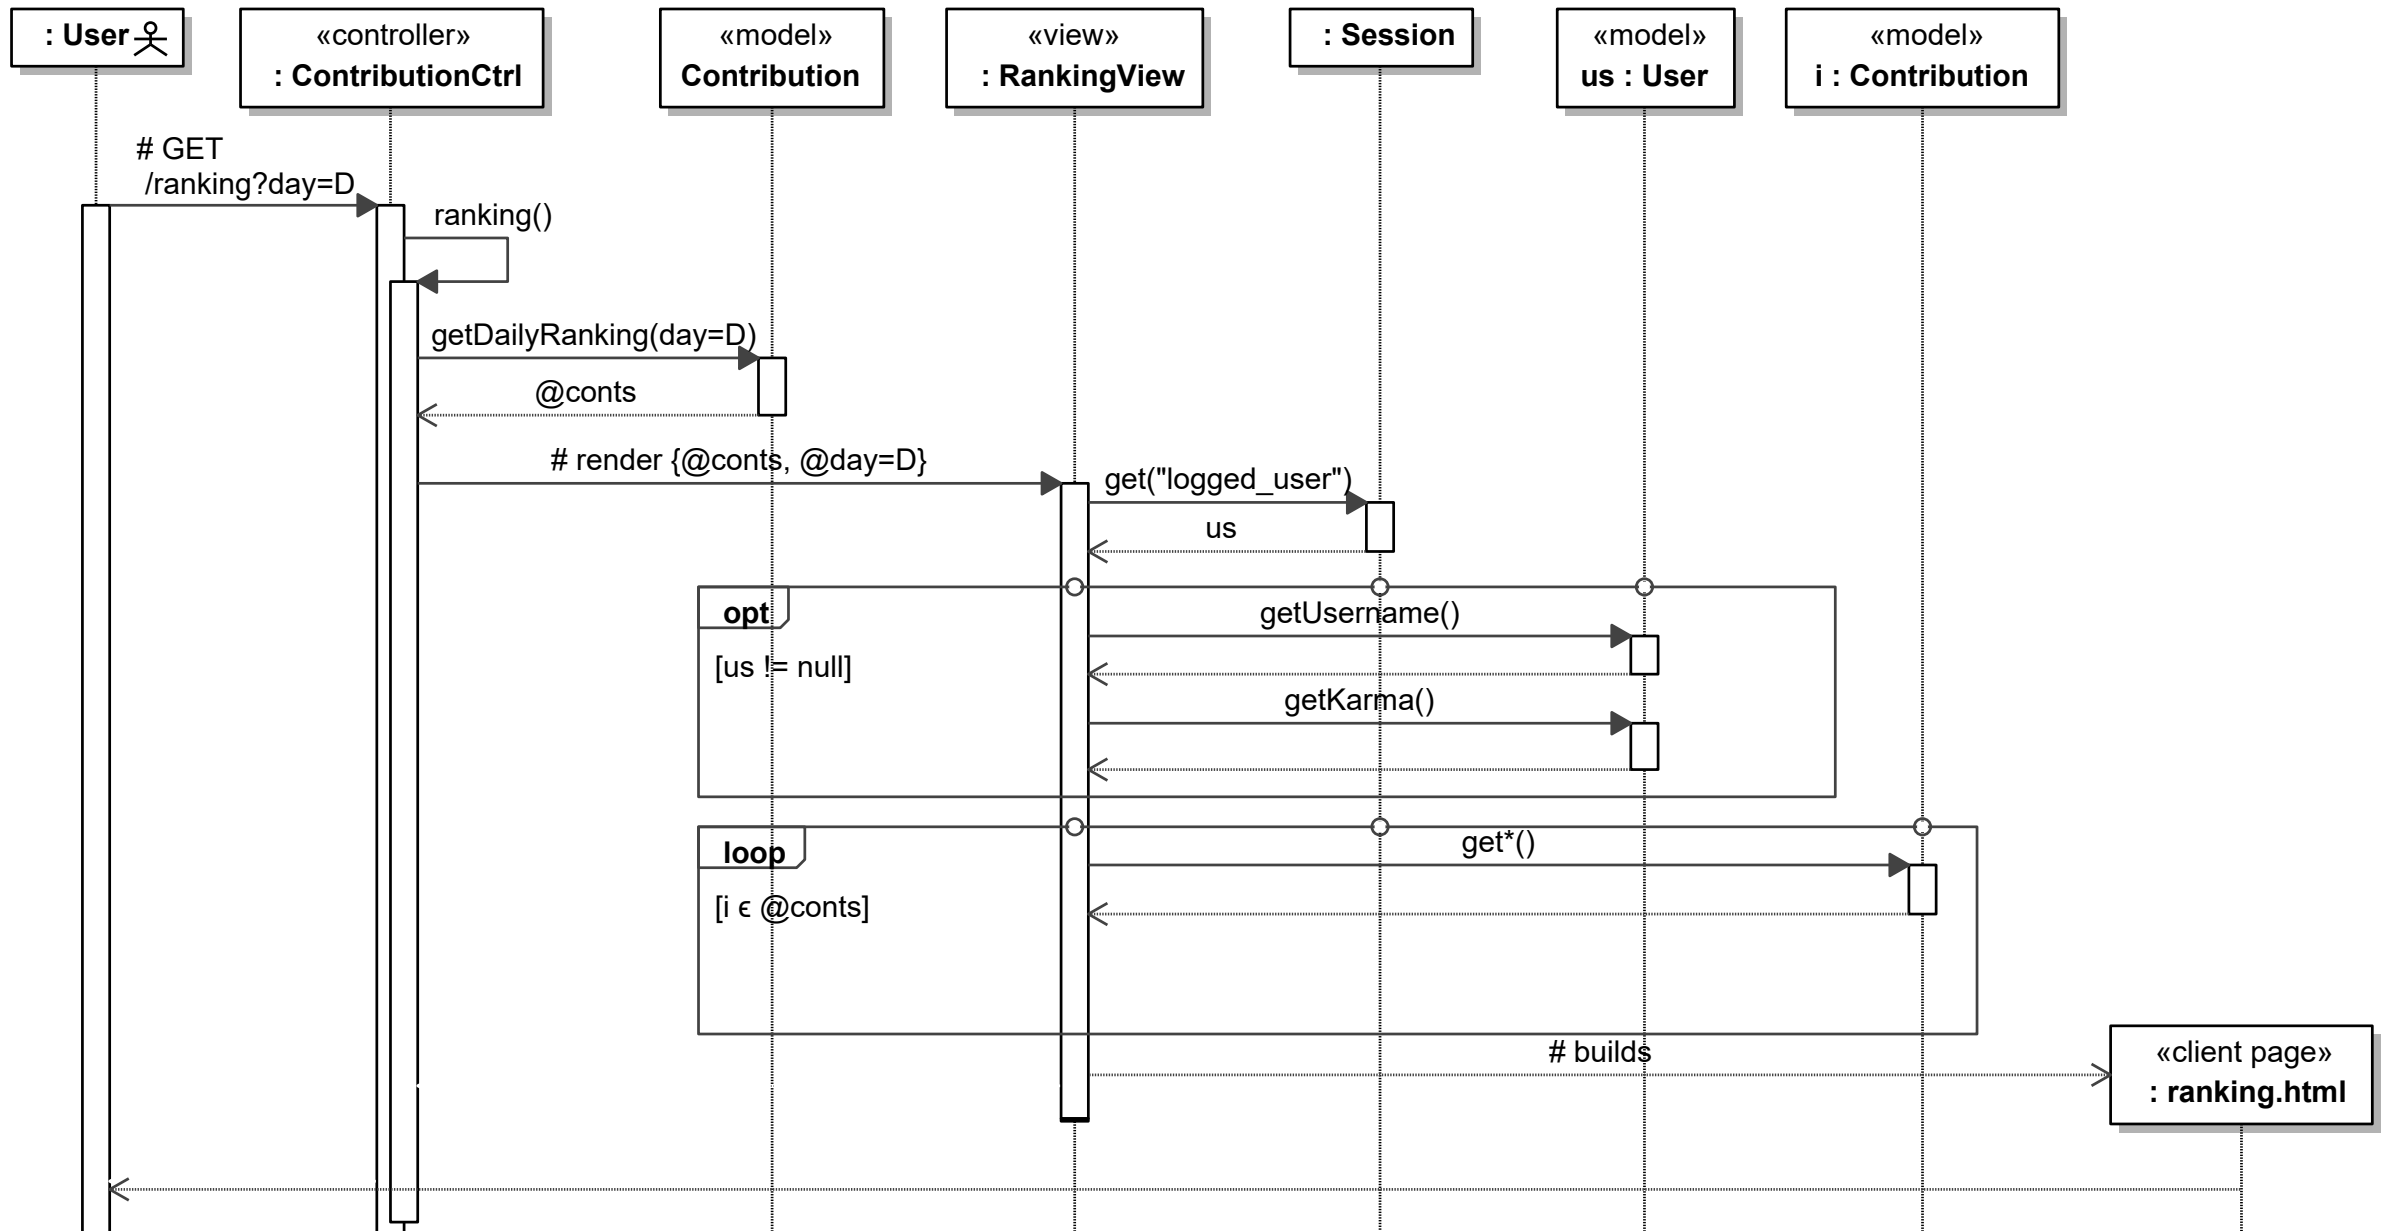 : User
«controller»
: ContributionCtrl
«model»
Contribution
«view»
: RankingView
: Session
«model»
us : User
«model»
i : Contribution
# GET
/ranking?day=D
ranking()
getDailyRanking(day=D)
@conts
# render {@conts, @day=D}
get("logged_user")
us
opt
[us != null]
getUsername()
getKarma()
loop
[i ϵ @conts]
get*()
# builds
«client page»
: ranking.html